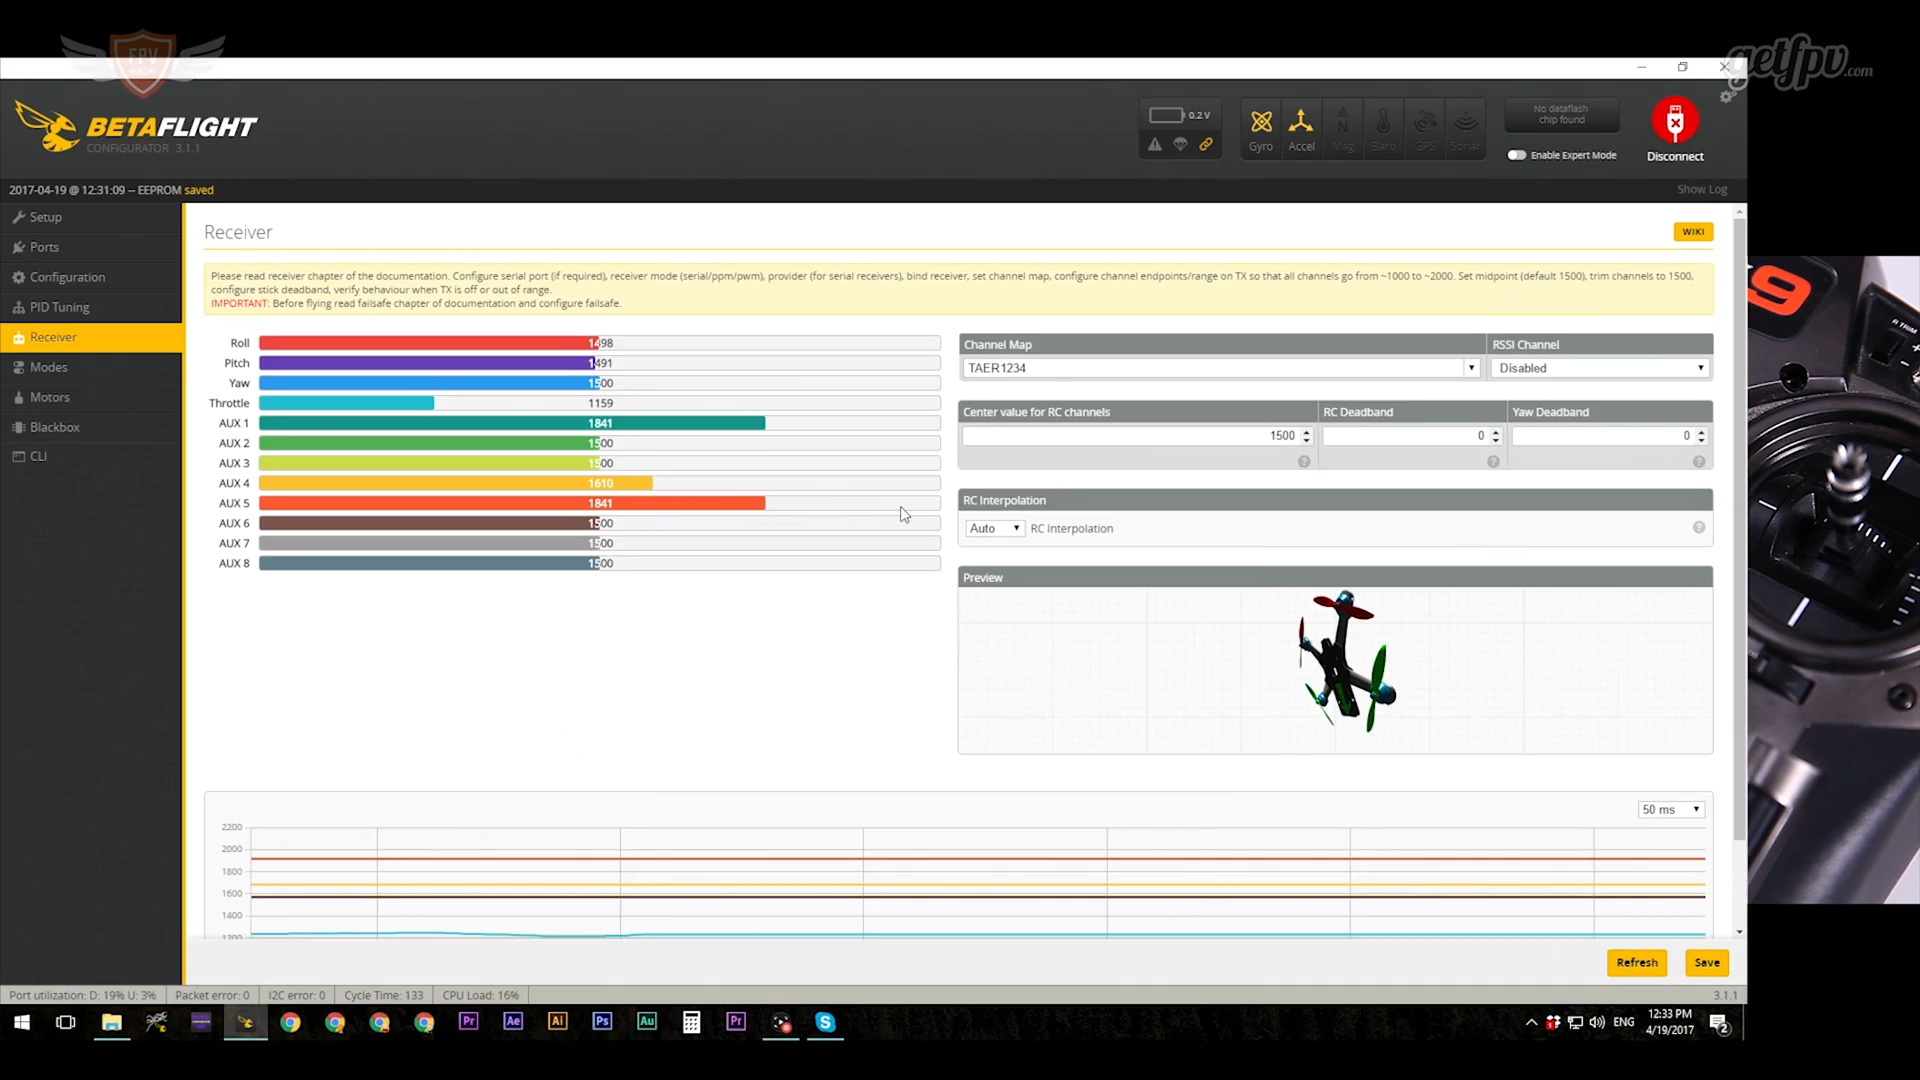 FPV
getfpv.com
BETAFLIGHT
CONFIGURATOR 3.1.1
0.2 V
Gyro Accel Mag Baro GPS Sonar
No dataflash
chip found
Enable Expert Mode
Disconnect
2017-04-19 @ 12:31:09 -- EEPROM saved
Show Log
Setup
Ports
Configuration
PID Tuning
Receiver
Modes
Motors
Blackbox
CLI
Receiver
WIKI
Please read receiver chapter of the documentation. Configure serial port (if required), receiver mode (serial/ppm/pwm), provider (for serial receivers), bind receiver, set channel map, configure channel endpoints/range on TX so that all channels go from ~1000 to ~2000. Set midpoint (default 1500), trim channels to 1500,
configure stick deadband, verify behaviour when TX is off or out of range.
IMPORTANT: Before flying read failsafe chapter of documentation and configure failsafe.
Roll 1498
Pitch 1491
Yaw 1500
Throttle 1159
AUX 1 1841
AUX 2 1500
AUX 3 1500
AUX 4 1610
AUX 5 1841
AUX 6 1500
AUX 7 1500
AUX 8 1500
Channel Map RSSI Channel
TAER1234 Disabled
Center value for RC channels RC Deadband Yaw Deadband
1500 0 0
RC Interpolation
Auto RC Interpolation
Preview
50 ms
2200
2000
1800
1600
1400
1200
Refresh Save
Port utilization: D: 19% U: 3% Packet error: 0 I2C error: 0 Cycle Time: 133 CPU Load: 16% 3.1.1
Pr Ae Ai Ps Au Pr
ENG
12:33 PM
4/19/2017
2
9
R TRIM